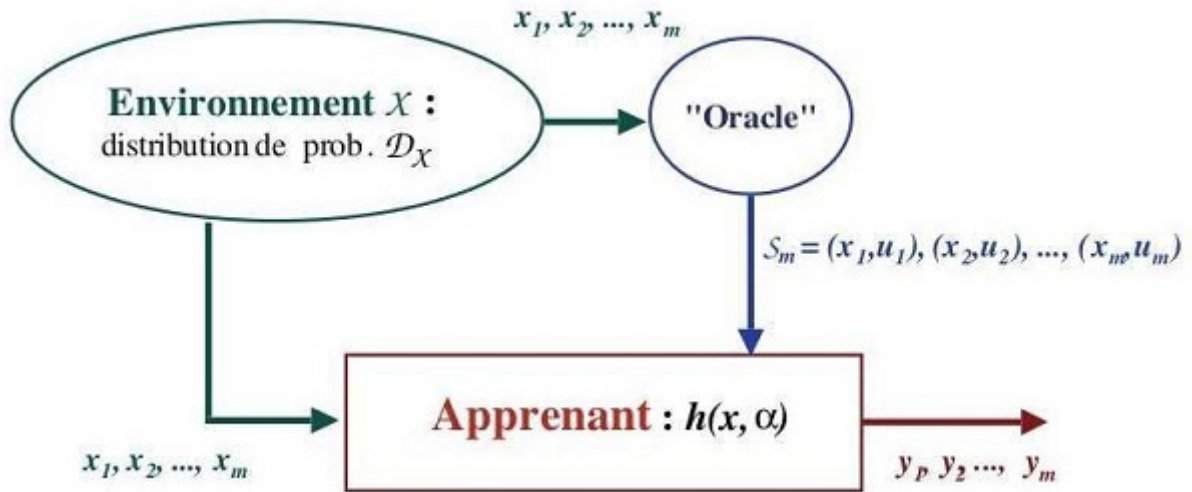 x₁, x₂, ..., xₘ
Environnement X :
distribution de prob. D_X
"Oracle"
Sₘ = (x₁,u₁), (x₂,u₂), ..., (xₘ,uₘ)
Apprenant : h(x, α)
x₁, x₂, ..., xₘ
y₁, y₂ ..., yₘ